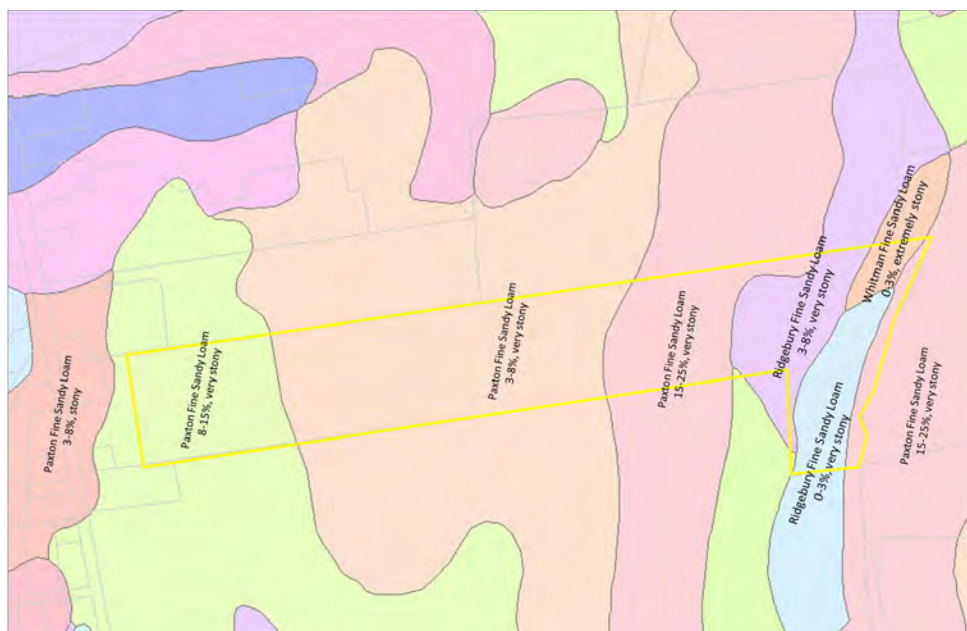 Paxton Fine Sandy Loam
3-8%, stony
Paxton Fine Sandy Loam
8-15%, very stony
Paxton Fine Sandy Loam
3-8%, very stony
Paxton Fine Sandy Loam
15-25%, very stony
Ridgebury Fine Sandy Loam
3-8%, very stony
Whitman Fine Sandy Loam
0-3%, extremely stony
Ridgebury Fine Sandy Loam
0-3%, very stony
Paxton Fine Sandy Loam
15-25%, very stony